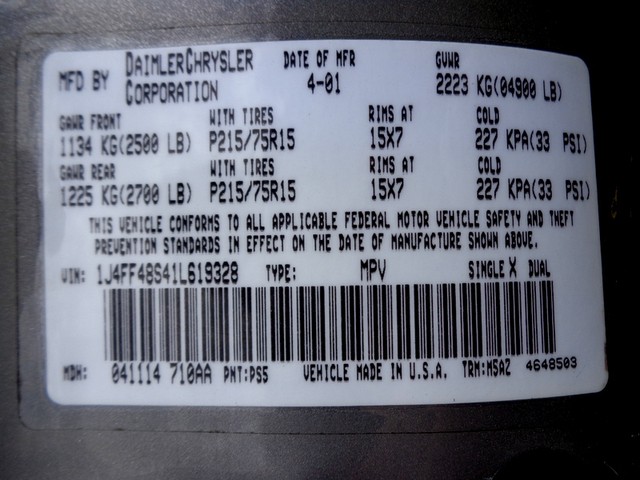 MFD BY DAIMLERCHRYSLER CORPORATION DATE OF MFR 4-01 GVWR 2223 KG(04900 LB)
GAWR FRONT WITH TIRES RIMS AT COLD
1134 KG(2500 LB) P215/75R15 15X7 227 KPA(33 PSI)
GAWR REAR WITH TIRES RIMS AT COLD
1225 KG(2700 LB) P215/75R15 15X7 227 KPA(33 PSI)
THIS VEHICLE CONFORMS TO ALL APPLICABLE FEDERAL MOTOR VEHICLE SAFETY AND THEFT
PREVENTION STANDARDS IN EFFECT ON THE DATE OF MANUFACTURE SHOWN ABOVE.
VIN: 1J4FF48S41L619328 TYPE: MPV SINGLE X DUAL
MDH: 041114 710AA PNT:PS5 VEHICLE MADE IN U.S.A. TRM:M5AZ 4648503